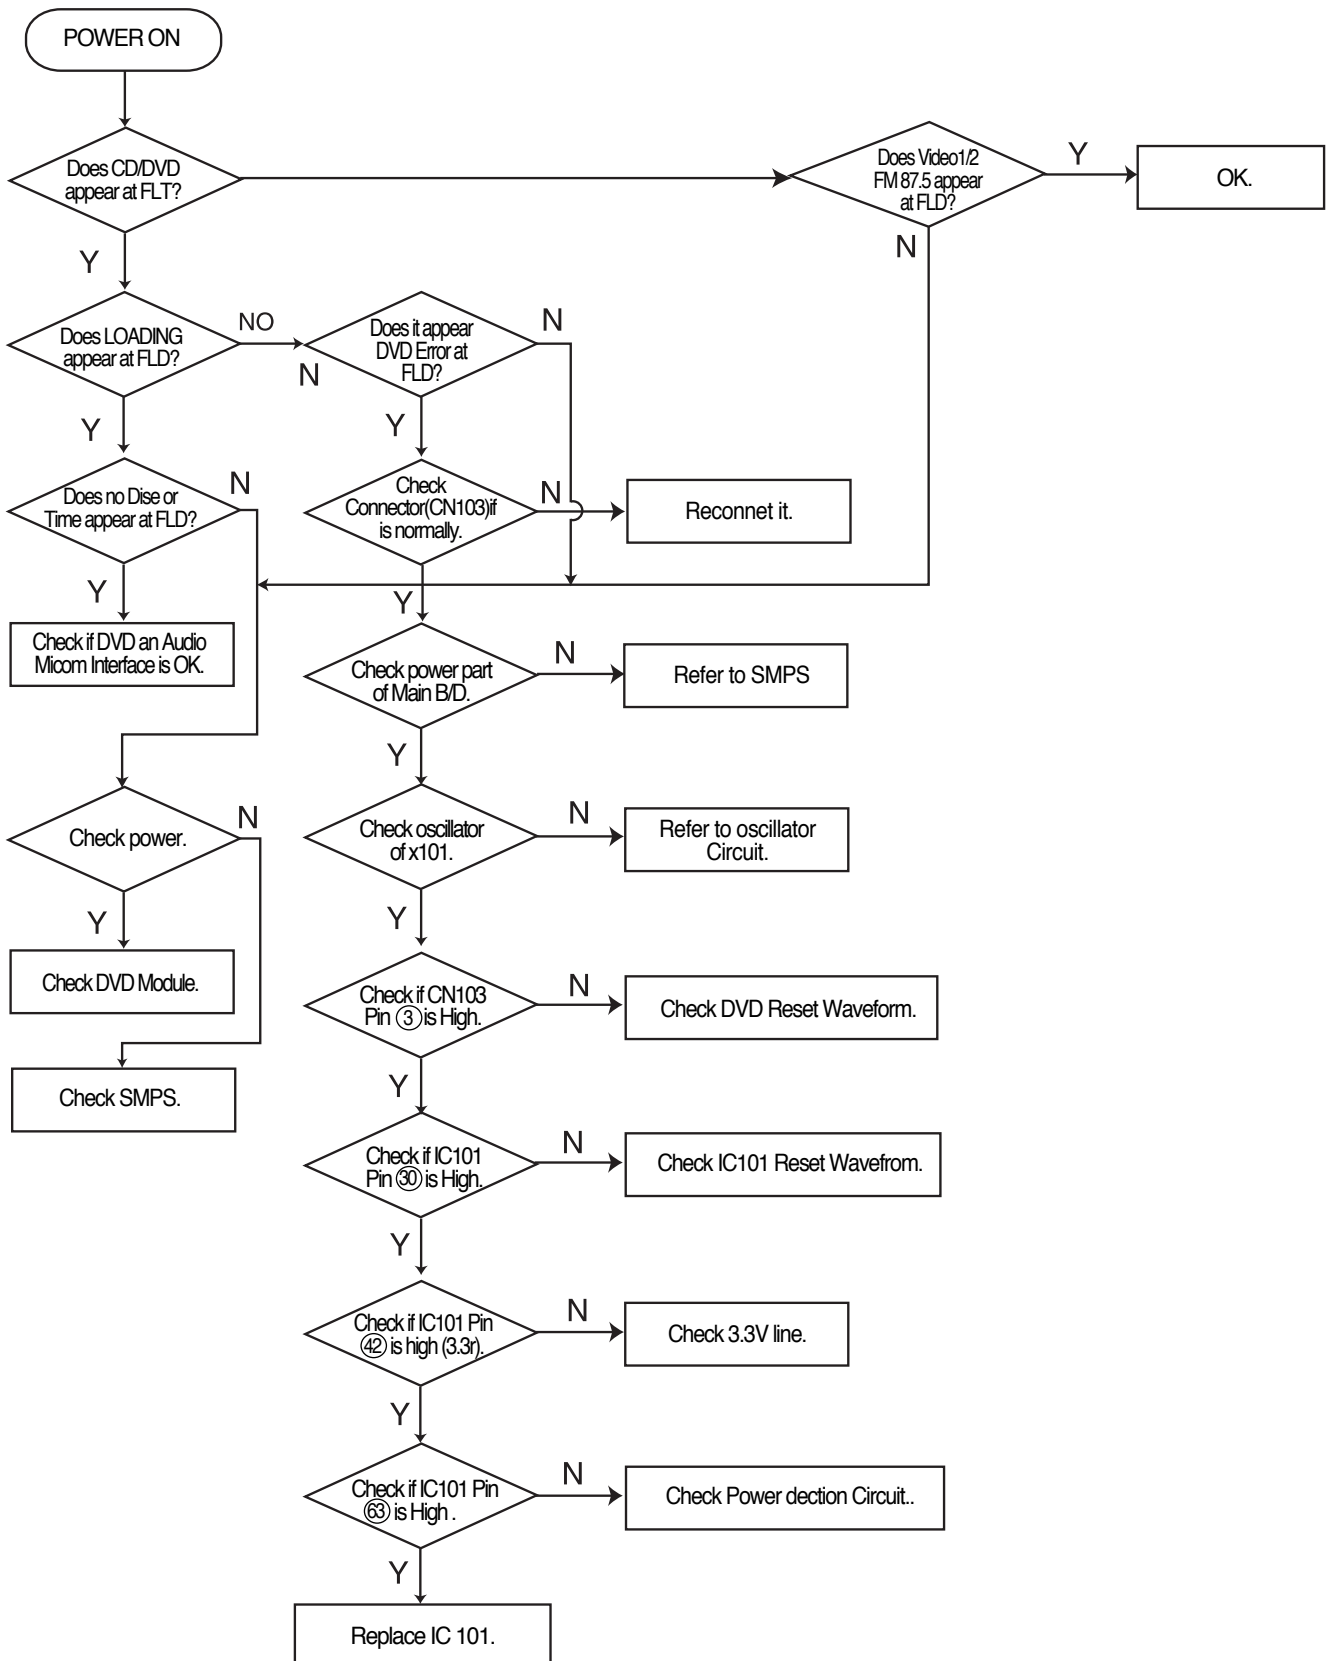 POWER ON
Does CD/DVD
appear at FLT?
Does Video1/2
FM 87.5 appear
at FLD?
Y
OK.
N
Y
Does LOADING
appear at FLD?
NO
N
Does it appear
DVD Error at
FLD?
N
Y
Y
Does no Dise or
Time appear at FLD?
N
Check
Connector(CN103)if
is normally.
N
Reconnet it.
Y
Y
Check if DVD an Audio
Micom Interface is OK.
Check power part
of Main B/D.
N
Refer to SMPS
Y
Check power.
N
Check oscillator
of x101.
N
Refer to oscillator
Circuit.
Y
Y
Check DVD Module.
Check if CN103
Pin ③ is High.
N
Check DVD Reset Waveform.
Check SMPS.
Y
Check if IC101
Pin ㉚ is High.
N
Check IC101 Reset Wavefrom.
Y
Check if IC101 Pin
㊷ is high (3.3r).
N
Check 3.3V line.
Y
Check if IC101 Pin
(63) is High .
N
Check Power dection Circuit..
Y
Replace IC 101.